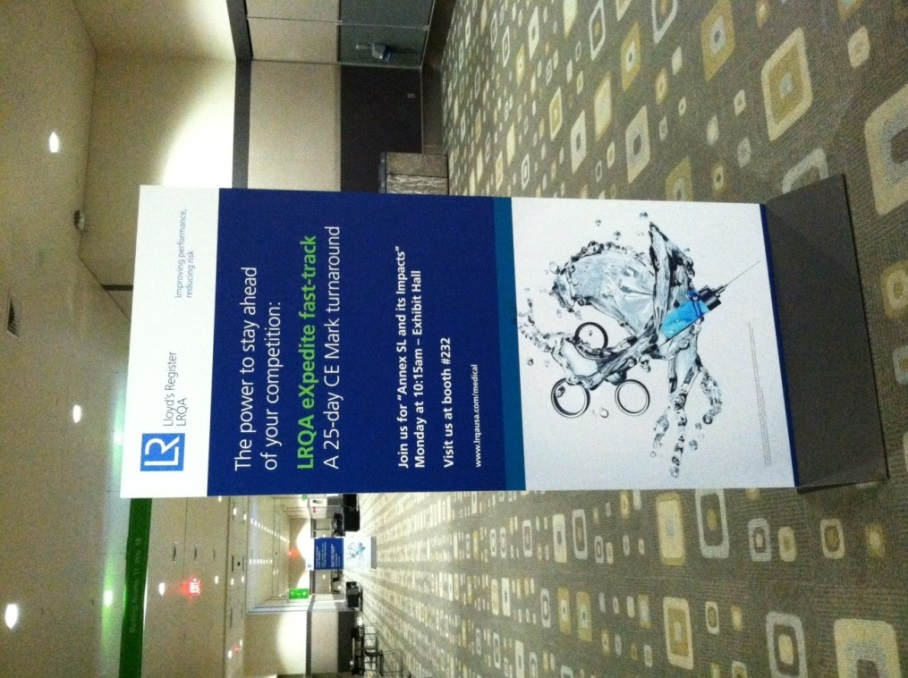 LR
Lloyd's Register
LRQA
Improving performance,
reducing risk
The power to stay ahead
of your competition:
LRQA eXpedite fast-track
A 25-day CE Mark turnaround
Join us for "Annex SL and its Impacts"
Monday at 10:15am – Exhibit Hall
Visit us at booth #232
www.lrqausa.com/medical